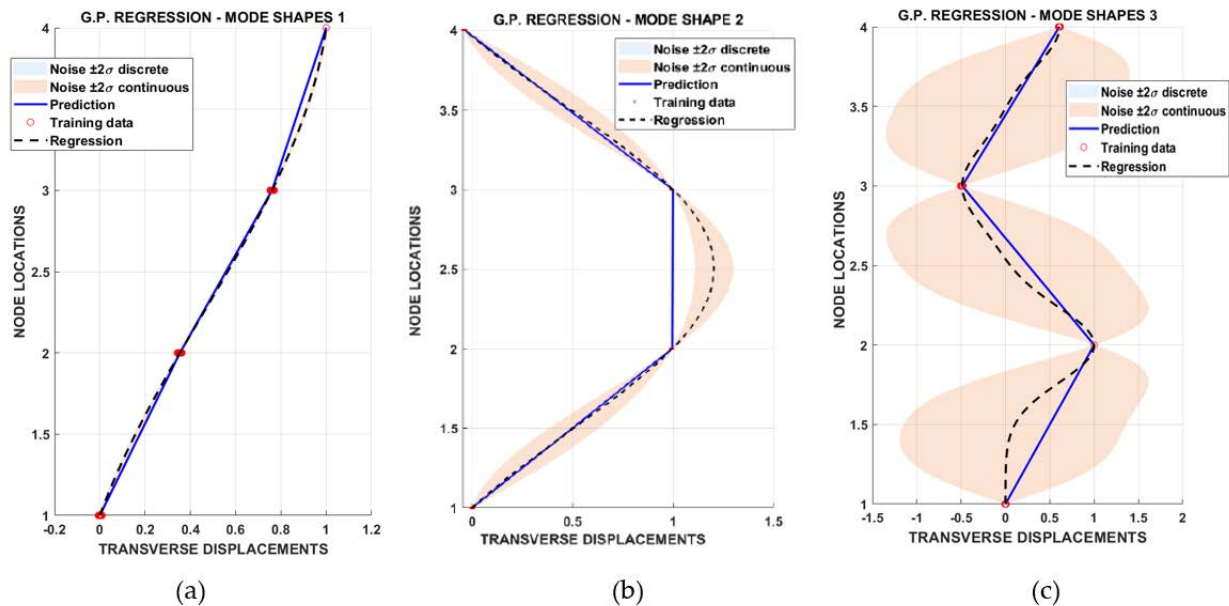 G.P. REGRESSION - MODE SHAPES 1
4
3
2
1
1.5
2.5
Noise ±2σ discrete
Noise ±2σ continuous
Prediction
Training data
Regression
NODE LOCATIONS
-0.2
0
0.2
0.4
0.6
0.8
1
1.2
TRANSVERSE DISPLACEMENTS
(a)
G.P. REGRESSION - MODE SHAPE 2
4
3.5
3
2.5
2
1.5
1
Noise ±2σ discrete
Noise ±2σ continuous
Prediction
Training data
Regression
NODE LOCATIONS
0
0.5
1
1.5
TRANSVERSE DISPLACEMENTS
(b)
G.P. REGRESSION - MODE SHAPES 3
4
3.5
3
2.5
2
1.5
1
Noise ±2σ discrete
Noise ±2σ continuous
Prediction
Training data
Regression
NODE LOCATIONS
-1.5
-1
-0.5
0
0.5
1
1.5
2
TRANSVERSE DISPLACEMENTS
(c)